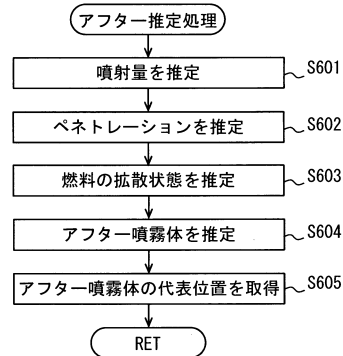 アフター推定処理
噴射量を推定 S601
ペネトレーションを推定 S602
燃料の拡散状態を推定 S603
アフター噴霧体を推定 S604
アフター噴霧体の代表位置を取得 S605
RET